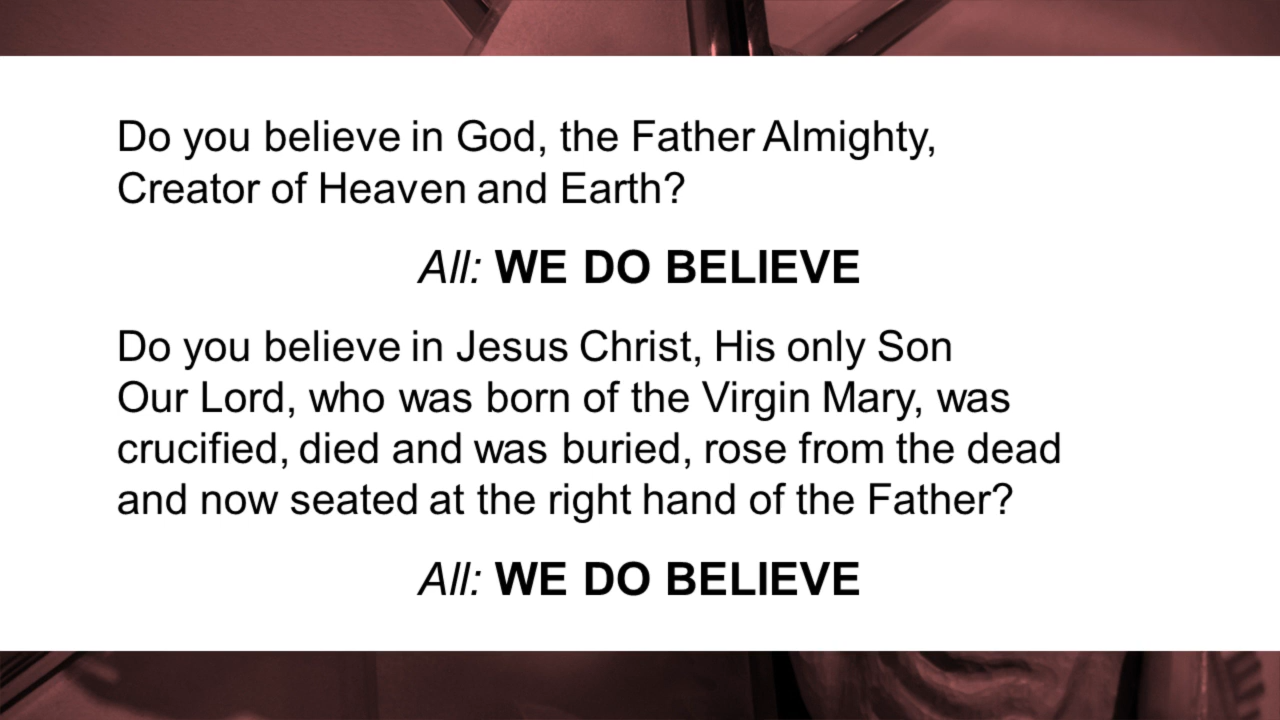 Do you believe in God, the Father Almighty,
Creator of Heaven and Earth?
All: WE DO BELIEVE
Do you believe in Jesus Christ, His only Son
Our Lord, who was born of the Virgin Mary, was
crucified, died and was buried, rose from the dead
and now seated at the right hand of the Father?
All: WE DO BELIEVE